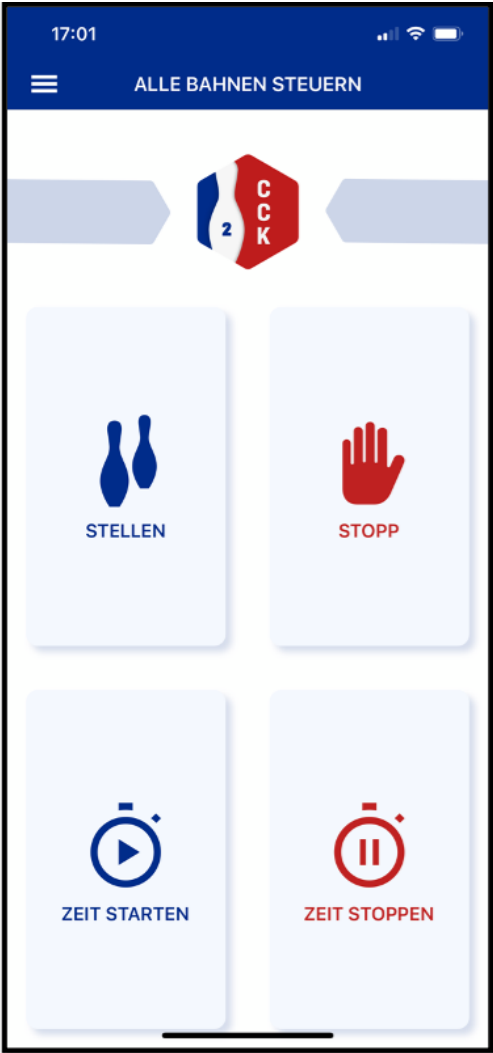 17:01
ALLE BAHNEN STEUERN
2
C
C
K
STELLEN
STOPP
ZEIT STARTEN
ZEIT STOPPEN